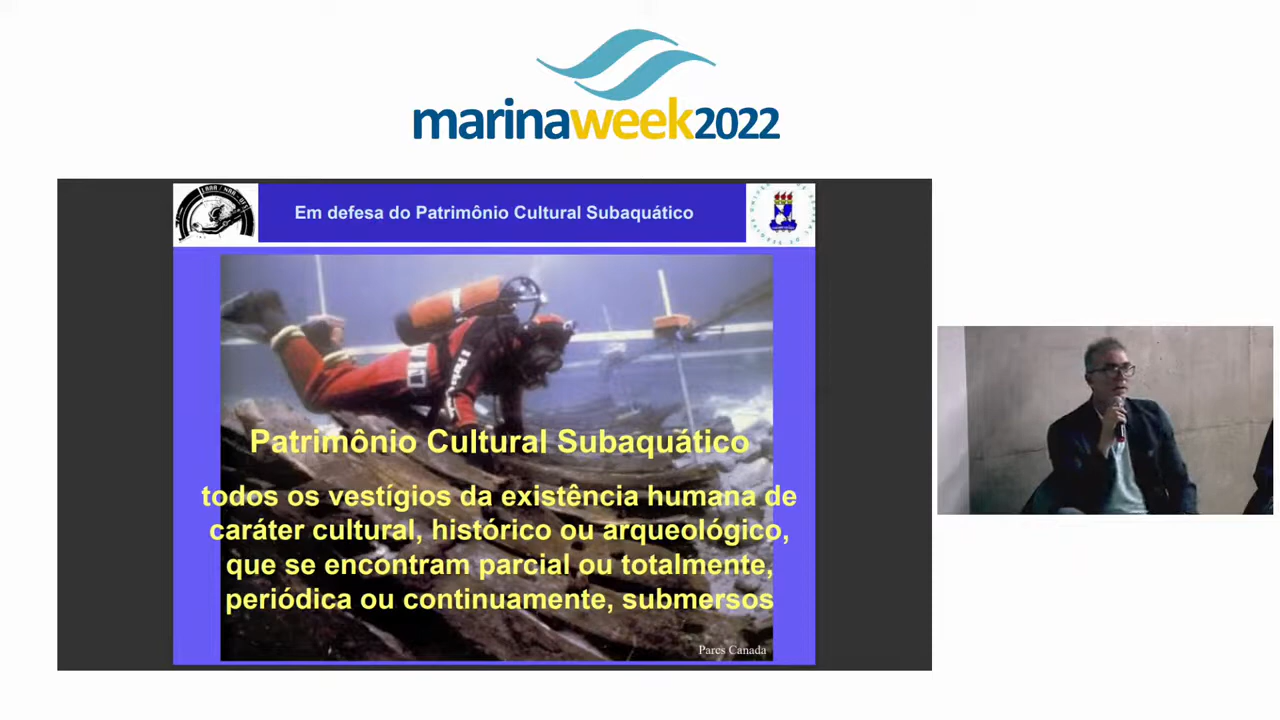 marinaweek2022
Em defesa do Patrimônio Cultural Subaquático
Patrimônio Cultural Subaquático
todos os vestígios da existência humana de
caráter cultural, histórico ou arqueológico,
que se encontram parcial ou totalmente,
periódica ou continuamente, submersos
Parcs Canada